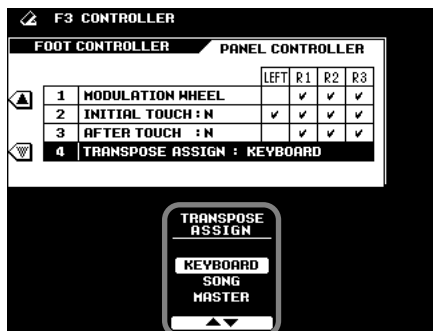 F3 CONTROLLER
FOOT CONTROLLER PANEL CONTROLLER
LEFT R1 R2 R3
1 MODULATION WHEEL ✓ ✓ ✓
2 INITIAL TOUCH : N ✓ ✓ ✓ ✓
3 AFTER TOUCH : N ✓ ✓ ✓
4 TRANSPOSE ASSIGN : KEYBOARD
TRANSPOSE
ASSIGN
KEYBOARD
SONG
MASTER